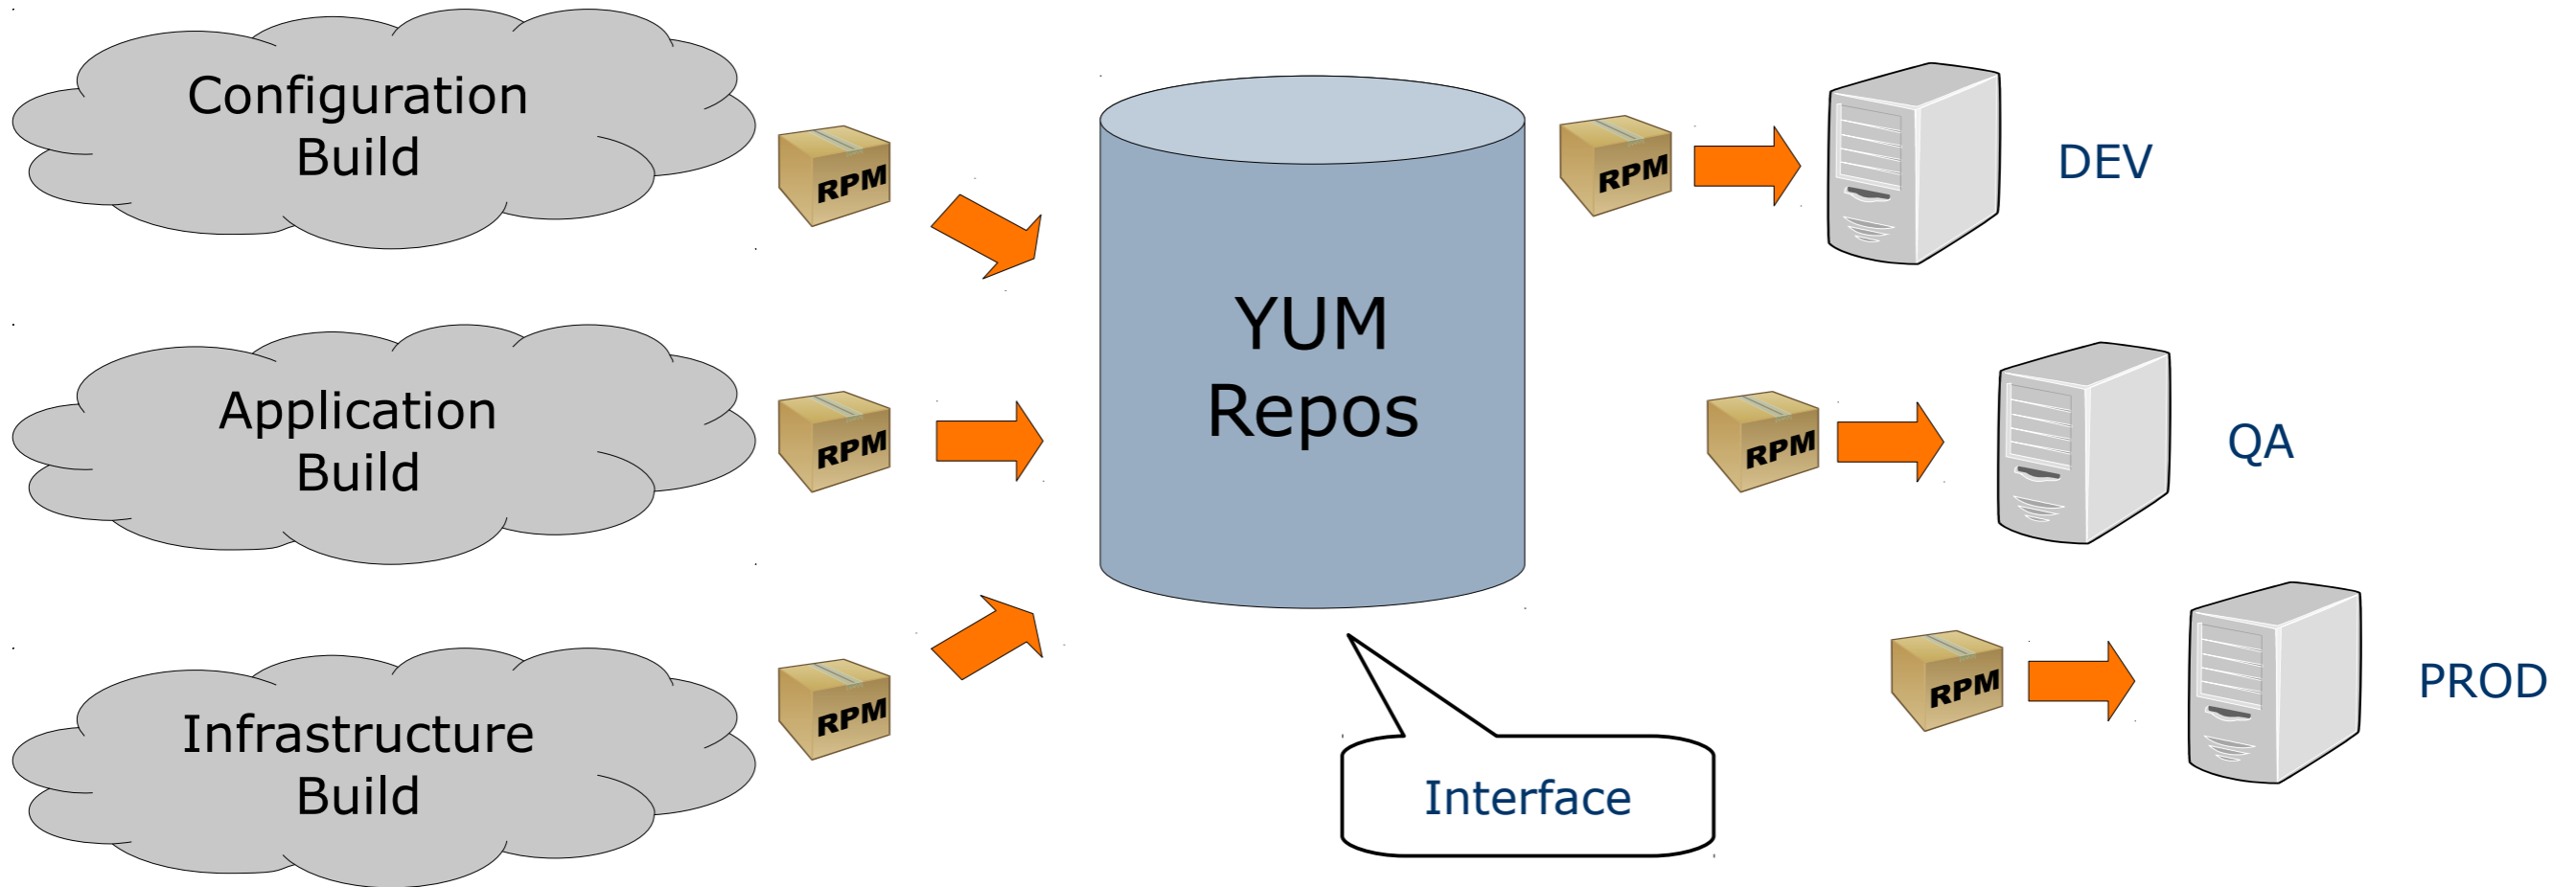 Configuration
Build
RPM
Application
Build
RPM
Infrastructure
Build
RPM
YUM
Repos
Interface
RPM
DEV
RPM
QA
RPM
PROD